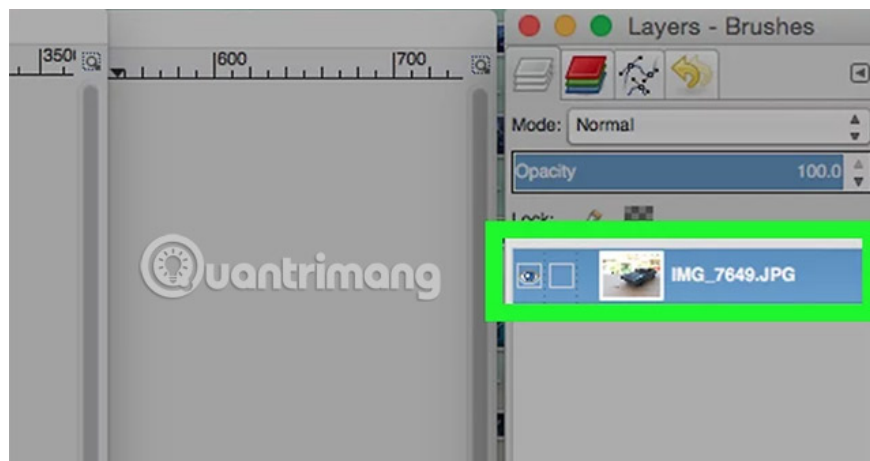 Layers - Brushes
350
600
700
Mode: Normal
Opacity 100.0
Lock:
Quantrimang
IMG_7649.JPG